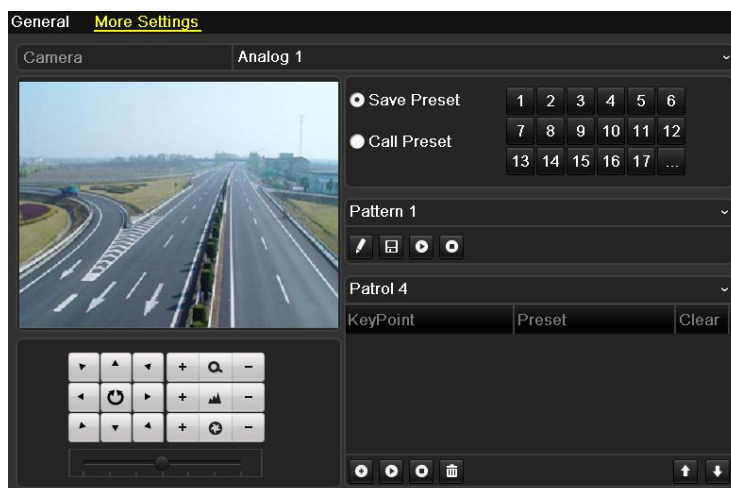 General More Settings
Camera Analog 1
Save Preset
Call Preset
1 2 3 4 5 6
7 8 9 10 11 12
13 14 15 16 17 ...
Pattern 1
Patrol 4
KeyPoint Preset Clear